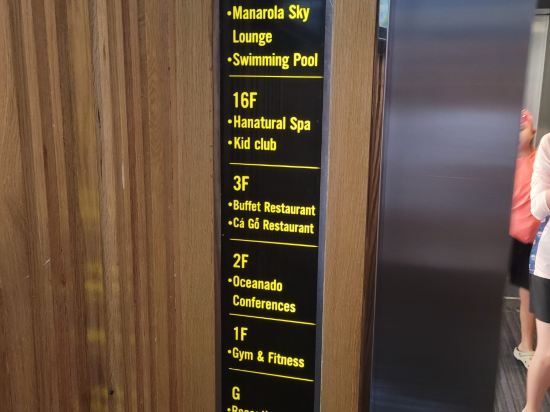 •Manarola Sky
Lounge
•Swimming Pool
16F
•Hanatural Spa
•Kid club
3F
•Buffet Restaurant
•Cá Gỗ Restaurant
2F
•Oceanado
Conferences
1F
•Gym & Fitness
G